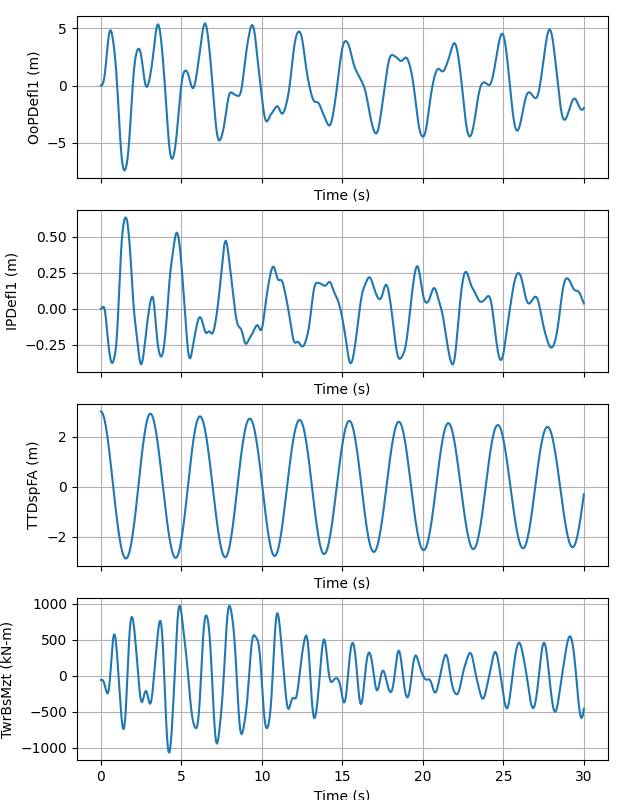 5
0
−5
OoPDefl1 (m)
Time (s)
0.50
0.25
0.00
−0.25
IPDefl1 (m)
Time (s)
2
0
−2
TTDspFA (m)
Time (s)
1000
500
0
−500
−1000
TwrBsMzt (kN-m)
0 5 10 15 20 25 30
Time (s)